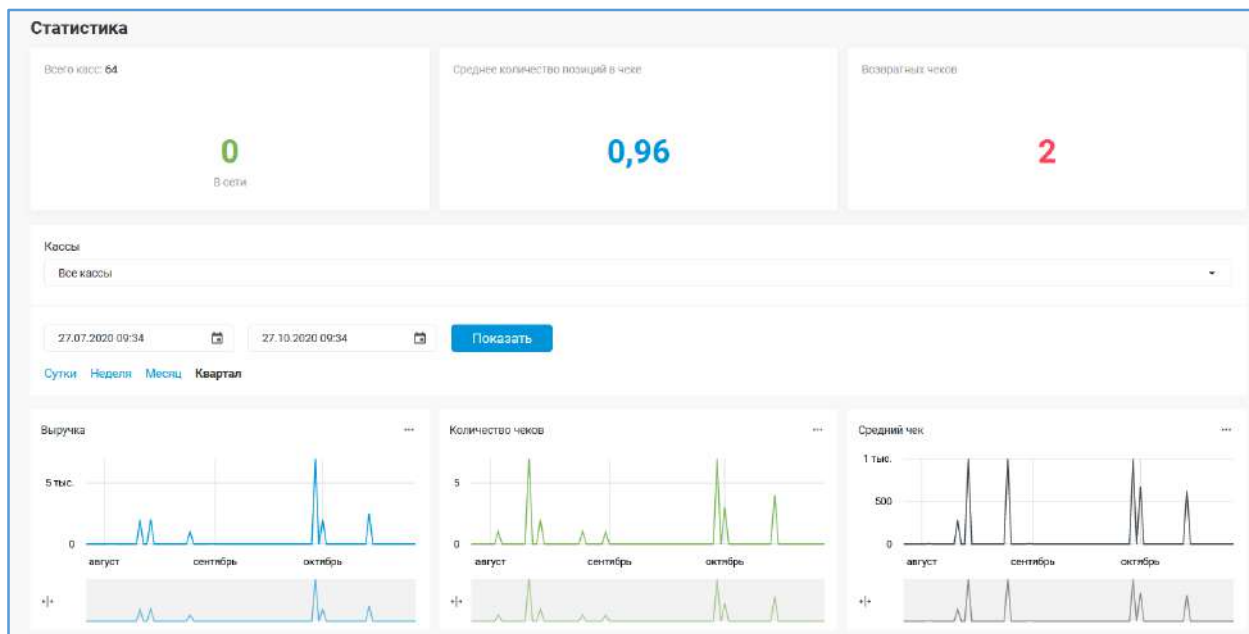 Статистика
Всего касс: 64
0
В сети
Среднее количество позиций в чеке
0,96
Возвратных чеков
2
Кассы
Все кассы
27.07.2020 09:34
27.10.2020 09:34
Показать
Сутки Неделя Месяц Квартал
Выручка
5 тыс.
0
август сентябрь октябрь
Количество чеков
5
0
август сентябрь октябрь
Средний чек
1 тыс.
500
0
август сентябрь октябрь